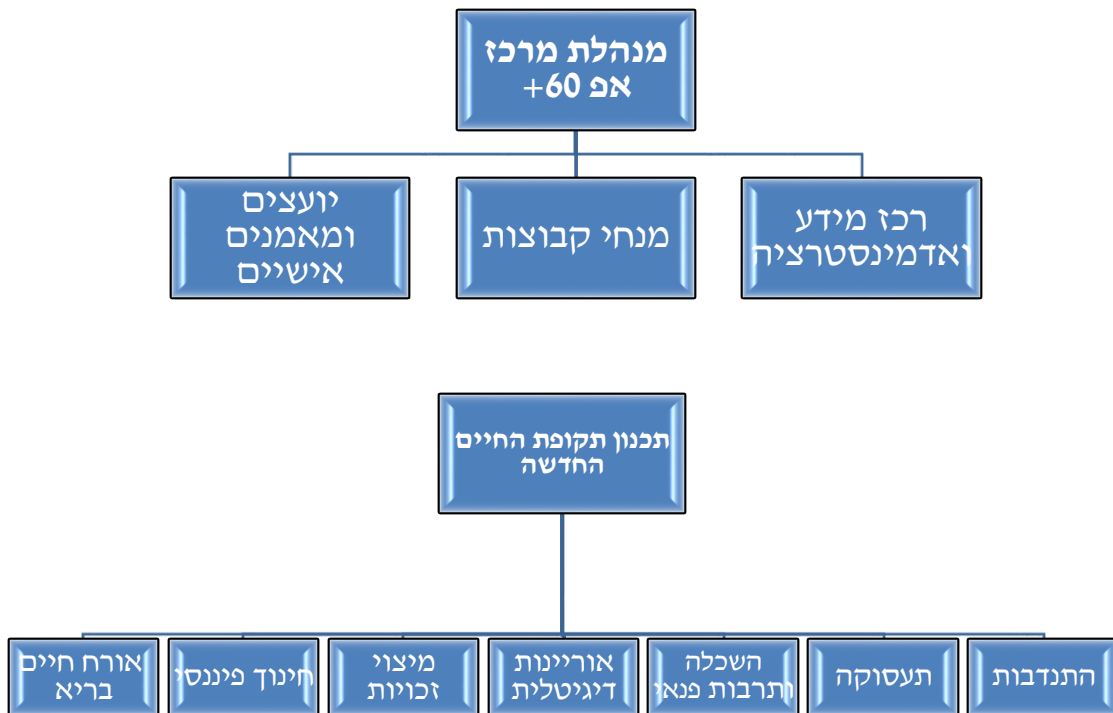 מנהלת מרכז
אפ 60+
רכז מידע
ואדמינסטרציה
מנחי קבוצות
יועצים
ומאמנים
אישיים
תכנון תקופת החיים
החדשה
התנדבות
תעסוקה
השכלה
ותרבות פנאי
אוריינות
דיגיטלית
מיצוי
זכויות
חינוך פיננסי
אורח חיים
בריא